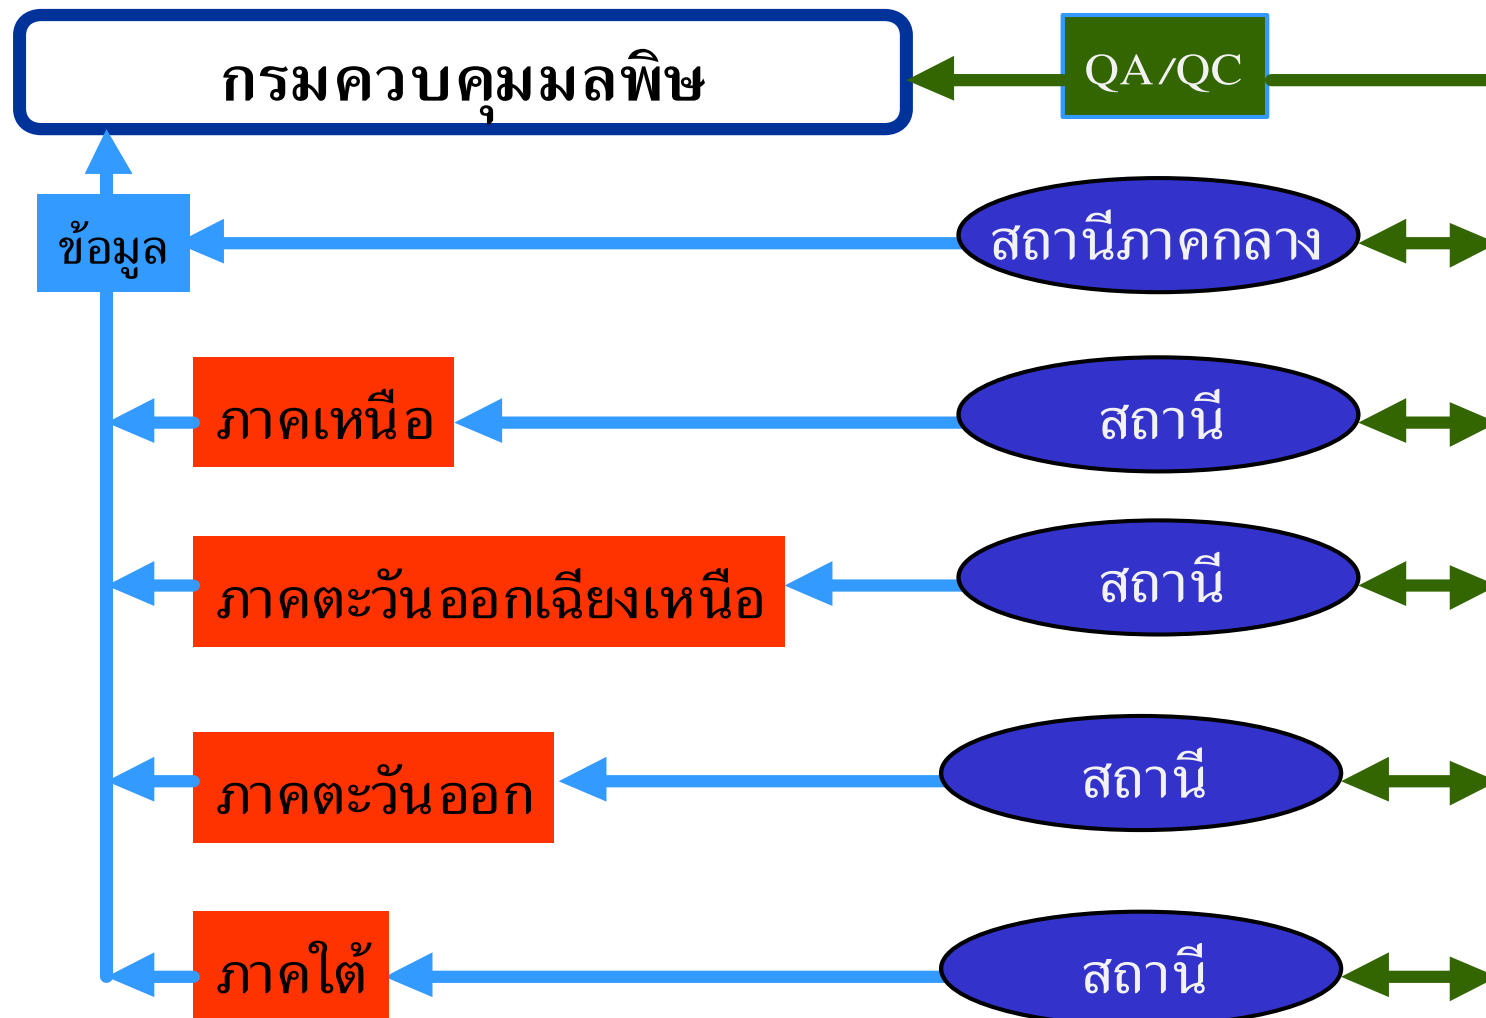 กรมควบคุมมลพิษ
QA/QC
ข้อมูล
สถานีภาคกลาง
ภาคเหนือ
สถานี
ภาคตะวันออกเฉียงเหนือ
สถานี
ภาคตะวันออก
สถานี
ภาคใต้
สถานี